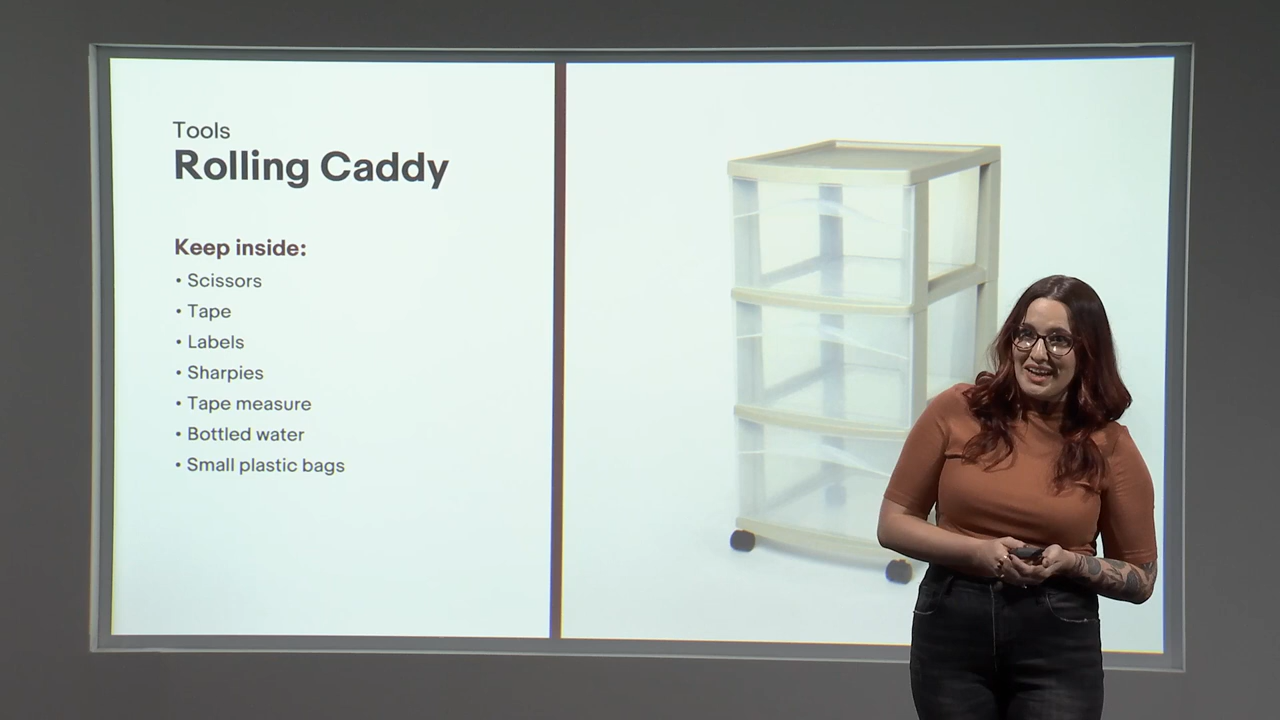 Tools
Rolling Caddy
Keep inside:
• Scissors
• Tape
• Labels
• Sharpies
• Tape measure
• Bottled water
• Small plastic bags